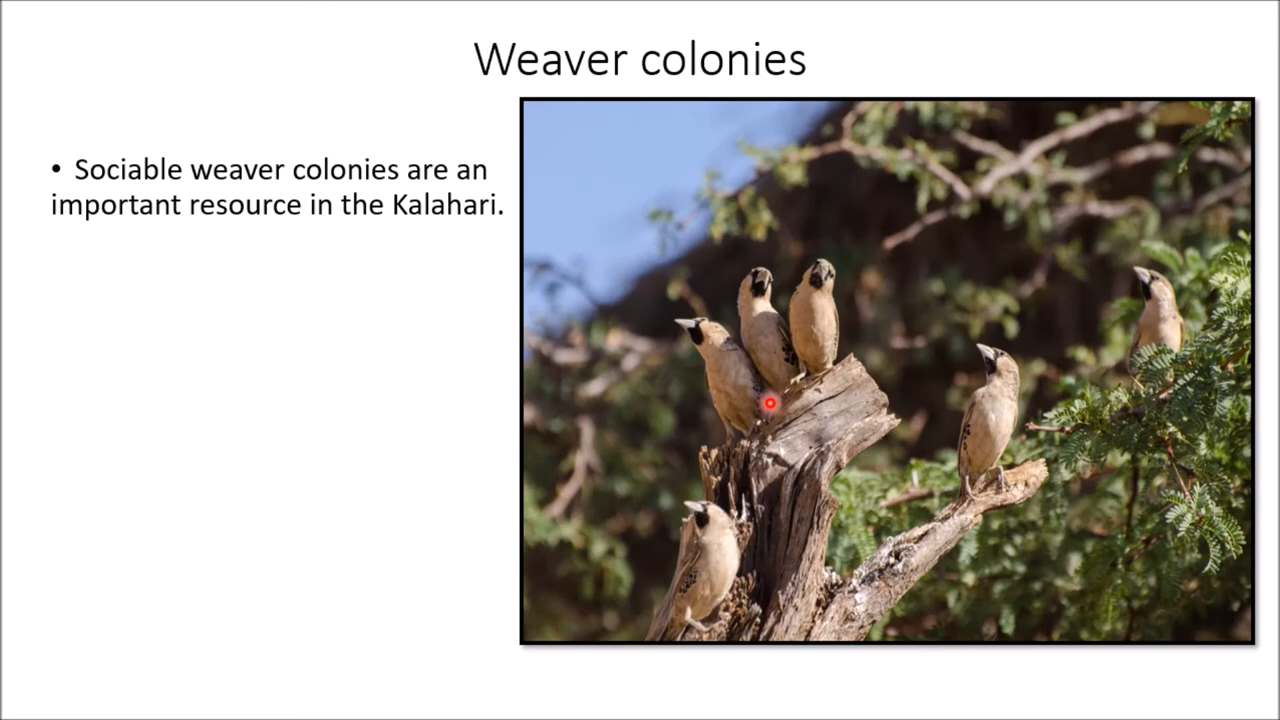 Weaver colonies
• Sociable weaver colonies are an
important resource in the Kalahari.